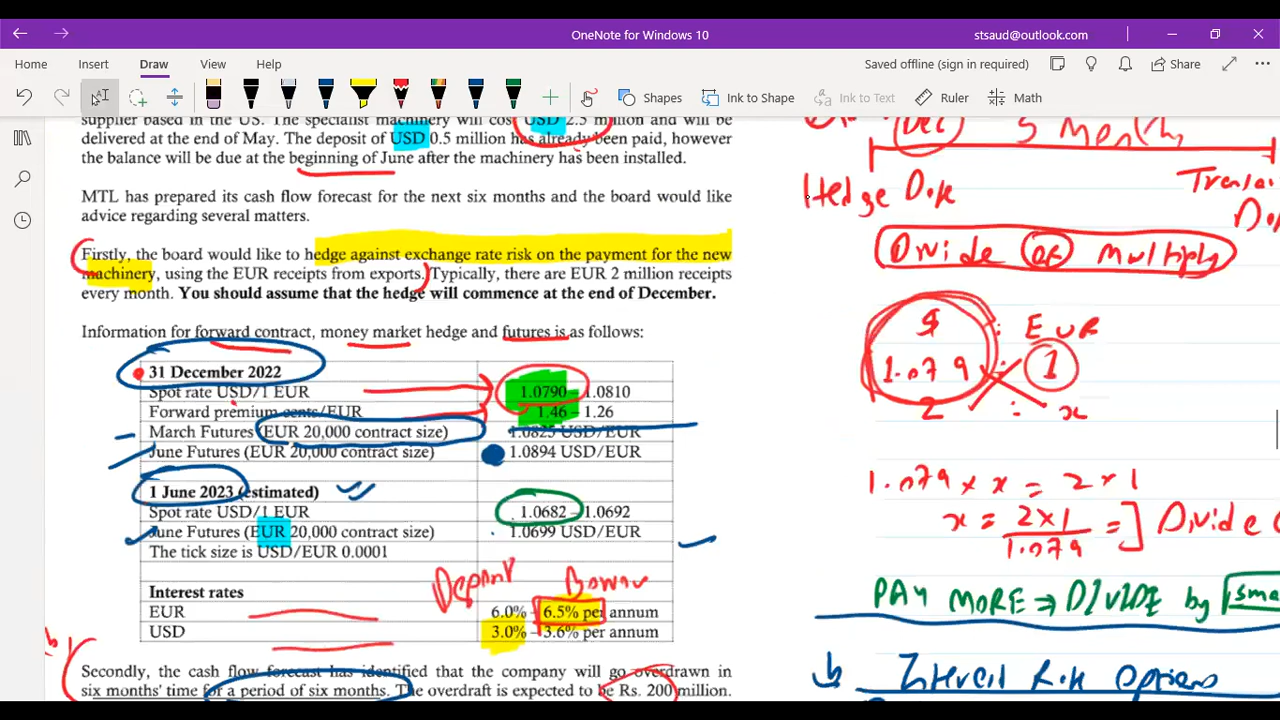 OneNote for Windows 10
stsaud@outlook.com
Home Insert Draw View Help
Saved offline (sign in required)
Share
Shapes
Ink to Shape
Ink to Text
Ruler
Math
supplier based in the US. The specialist machinery will cost USD 2.5 million and will be
delivered at the end of May. The deposit of USD 0.5 million has already been paid, however
the balance will be due at the beginning of June after the machinery has been installed.
MTL has prepared its cash flow forecast for the next six months and the board would like
advice regarding several matters.
Firstly, the board would like to hedge against exchange rate risk on the payment for the new
machinery, using the EUR receipts from exports. Typically, there are EUR 2 million receipts
every month. You should assume that the hedge will commence at the end of December.
Information for forward contract, money market hedge and futures is as follows:
31 December 2022
Spot rate USD/1 EUR 1.0790 – 1.0810
Forward premium cents/EUR 1.46 – 1.26
March Futures (EUR 20,000 contract size) 1.0825 USD/EUR
June Futures (EUR 20,000 contract size) 1.0894 USD/EUR
1 June 2023 (estimated)
Spot rate USD/1 EUR 1.0682 – 1.0692
June Futures (EUR 20,000 contract size) 1.0699 USD/EUR
The tick size is USD/EUR 0.0001
Deposit Borrow
Interest rates
EUR 6.0% – 6.5% per annum
USD 3.0% – 3.6% per annum
Secondly, the cash flow forecast has identified that the company will go overdrawn in
six months' time for a period of six months. The overdraft is expected to be Rs. 200 million.
Dec 5 Months
Hedge Date
Divide or Multiply
$ : EUR
1.079 : 1
2 : x
1.079 × x = 2 × 1
x = 2×1
1.079
= ] Divide
PAY MORE ⇒ DIVIDE by
b Interest Risk Options